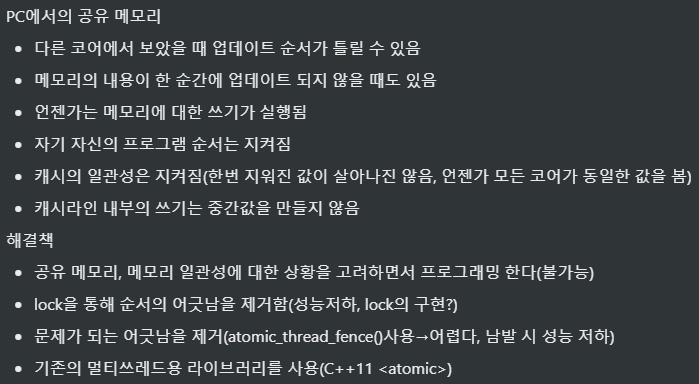 PC에서의 공유 메모리
• 다른 코어에서 보았을 때 업데이트 순서가 틀릴 수 있음
• 메모리의 내용이 한 순간에 업데이트 되지 않을 때도 있음
• 언젠가는 메모리에 대한 쓰기가 실행됨
• 자기 자신의 프로그램 순서는 지켜짐
• 캐시의 일관성은 지켜짐(한번 지워진 값이 살아나진 않음, 언젠가 모든 코어가 동일한 값을 봄)
• 캐시라인 내부의 쓰기는 중간값을 만들지 않음
해결책
• 공유 메모리, 메모리 일관성에 대한 상황을 고려하면서 프로그래밍 한다(불가능)
• lock을 통해 순서의 어긋남을 제거함(성능저하, lock의 구현?)
• 문제가 되는 어긋남을 제거(atomic_thread_fence()사용→어렵다, 남발 시 성능 저하)
• 기존의 멀티쓰레드용 라이브러리를 사용(C++11 <atomic>)